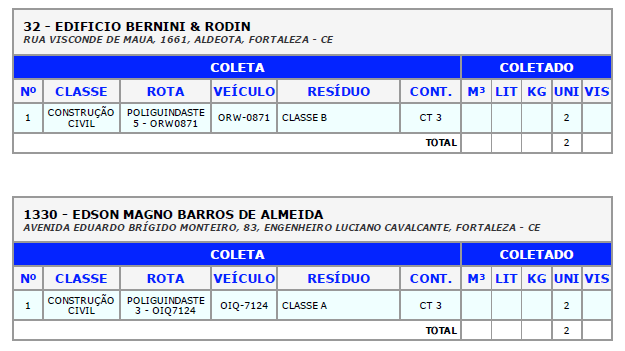 32 - EDIFICIO BERNINI & RODIN
RUA VISCONDE DE MAUA, 1661, ALDEOTA, FORTALEZA - CE
COLETA COLETADO
Nº CLASSE ROTA VEÍCULO RESÍDUO CONT. M³ LIT KG UNI VIS
1 CONSTRUÇÃO CIVIL POLIGUINDASTE 5 - ORW0871 ORW-0871 CLASSE B CT 3 2
TOTAL 2
1330 - EDSON MAGNO BARROS DE ALMEIDA
AVENIDA EDUARDO BRÍGIDO MONTEIRO, 83, ENGENHEIRO LUCIANO CAVALCANTE, FORTALEZA - CE
COLETA COLETADO
Nº CLASSE ROTA VEÍCULO RESÍDUO CONT. M³ LIT KG UNI VIS
1 CONSTRUÇÃO CIVIL POLIGUINDASTE 3 - OIQ7124 OIQ-7124 CLASSE A CT 3 2
TOTAL 2